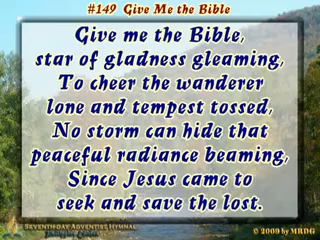 #149 Give Me the Bible
Give me the Bible,
star of gladness gleaming,
To cheer the wanderer
lone and tempest tossed,
No storm can hide that
peaceful radiance beaming,
Since Jesus came to
seek and save the lost.
Seventh-day Adventist Hymnal
© 2009 by MRDG